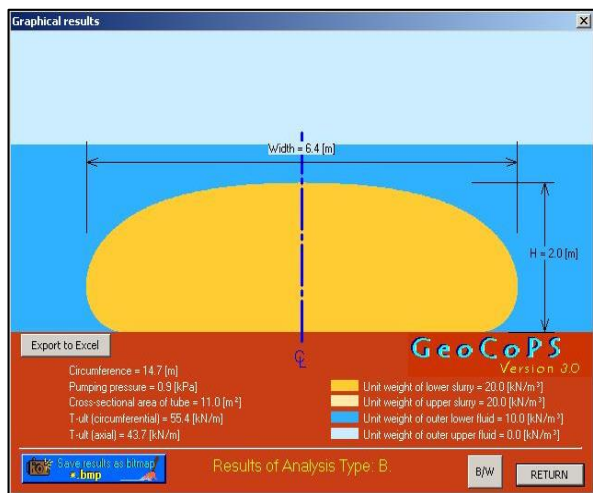 Graphical results
Width = 6.4 [m]
H = 2.0 [m]
Export to Excel
CL
GeoCoPS
Version 3.0
Circumference = 14.7 [m]
Pumping pressure = 0.9 [kPa]
Cross-sectional area of tube = 11.0 [m²]
T-ult (circumferential) = 55.4 [kN/m]
T-ult (axial) = 43.7 [kN/m]
Unit weight of lower slurry = 20.0 [kN/m³]
Unit weight of upper slurry = 20.0 [kN/m³]
Unit weight of outer lower fluid = 10.0 [kN/m³]
Unit weight of outer upper fluid = 0.0 [kN/m³]
Save results as bitmap
*.bmp
Results of Analysis Type: B.
B/W
RETURN